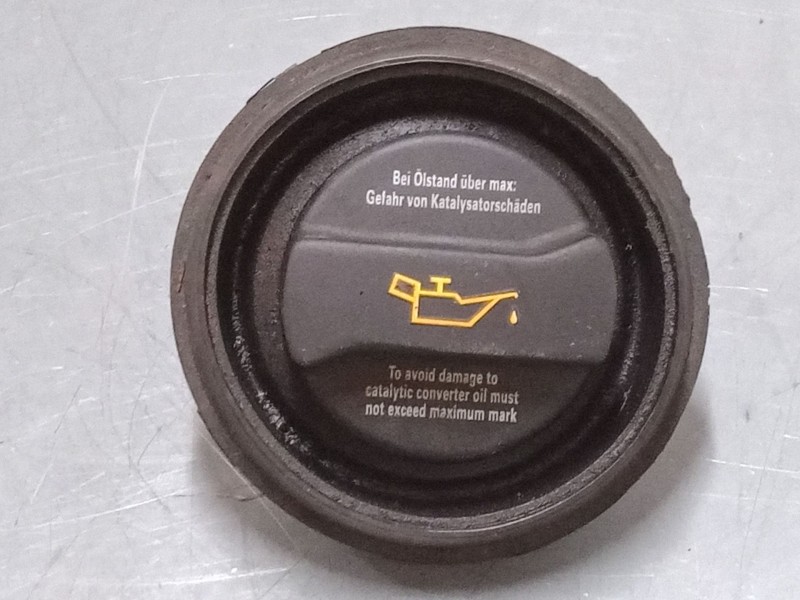 Bei Ölstand über max:
Gefahr von Katalysatorschäden
To avoid damage to
catalytic converter oil must
not exceed maximum mark